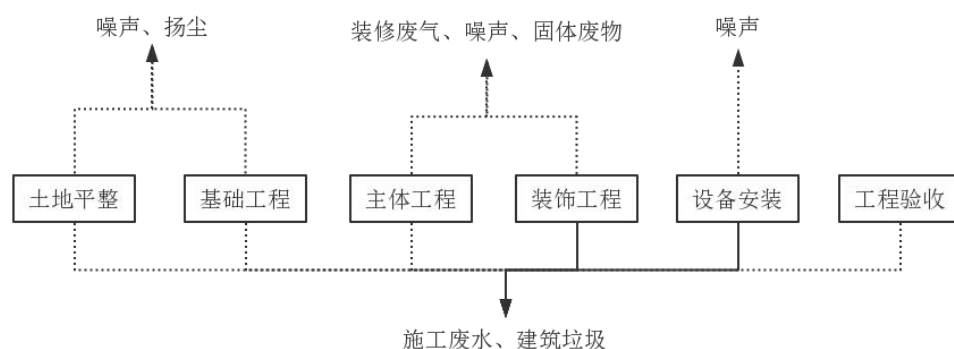 噪声、扬尘
装修废气、噪声、固体废物
噪声
土地平整
基础工程
主体工程
装饰工程
设备安装
工程验收
施工废水、建筑垃圾